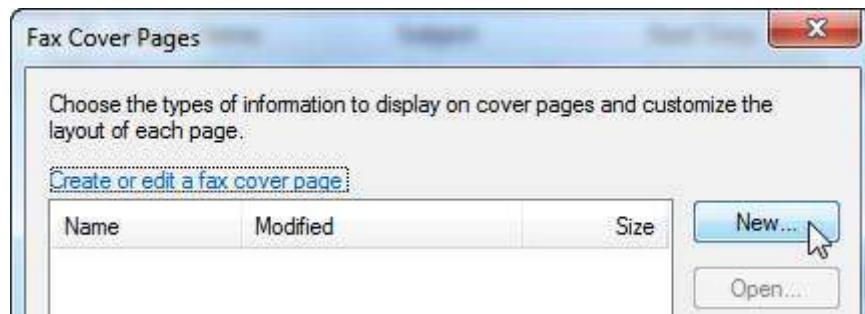 Fax Cover Pages
Choose the types of information to display on cover pages and customize the
layout of each page.
Create or edit a fax cover page
Name Modified Size New...
Open...